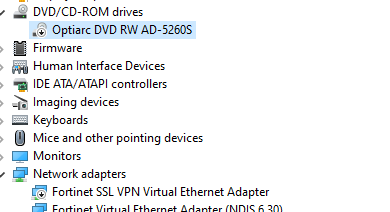 DVD/CD-ROM drives
Optiarc DVD RW AD-5260S
Firmware
Human Interface Devices
IDE ATA/ATAPI controllers
Imaging devices
Keyboards
Mice and other pointing devices
Monitors
Network adapters
Fortinet SSL VPN Virtual Ethernet Adapter
Fortinet Virtual Ethernet Adapter (NDIS 6.30)